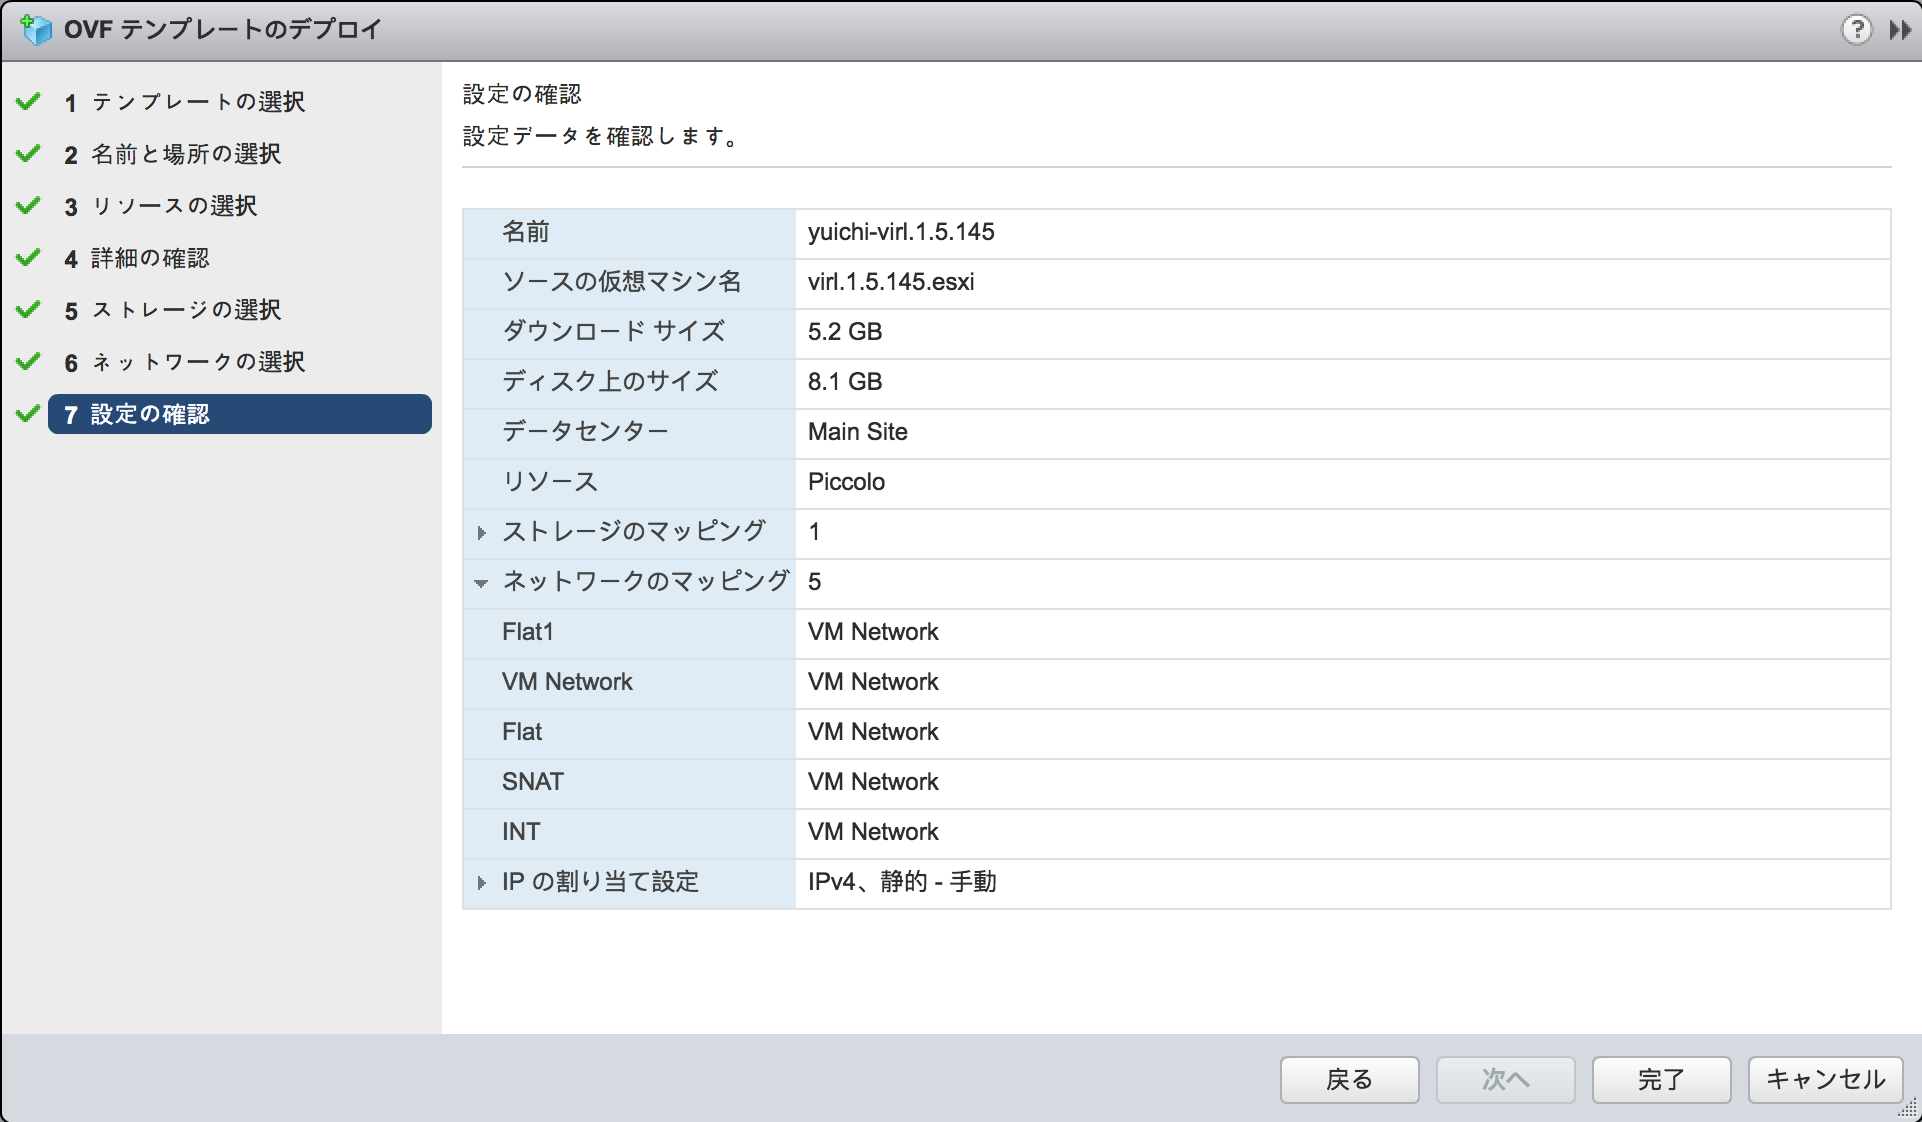 OVF テンプレートのデプロイ
?
1 テンプレートの選択
2 名前と場所の選択
3 リソースの選択
4 詳細の確認
5 ストレージの選択
6 ネットワークの選択
7 設定の確認
設定の確認
設定データを確認します。
名前 yuichi-virl.1.5.145
ソースの仮想マシン名 virl.1.5.145.esxi
ダウンロード サイズ 5.2 GB
ディスク上のサイズ 8.1 GB
データセンター Main Site
リソース Piccolo
ストレージのマッピング 1
ネットワークのマッピング 5
Flat1 VM Network
VM Network VM Network
Flat VM Network
SNAT VM Network
INT VM Network
IP の割り当て設定 IPv4、静的 - 手動
戻る 次へ 完了 キャンセル